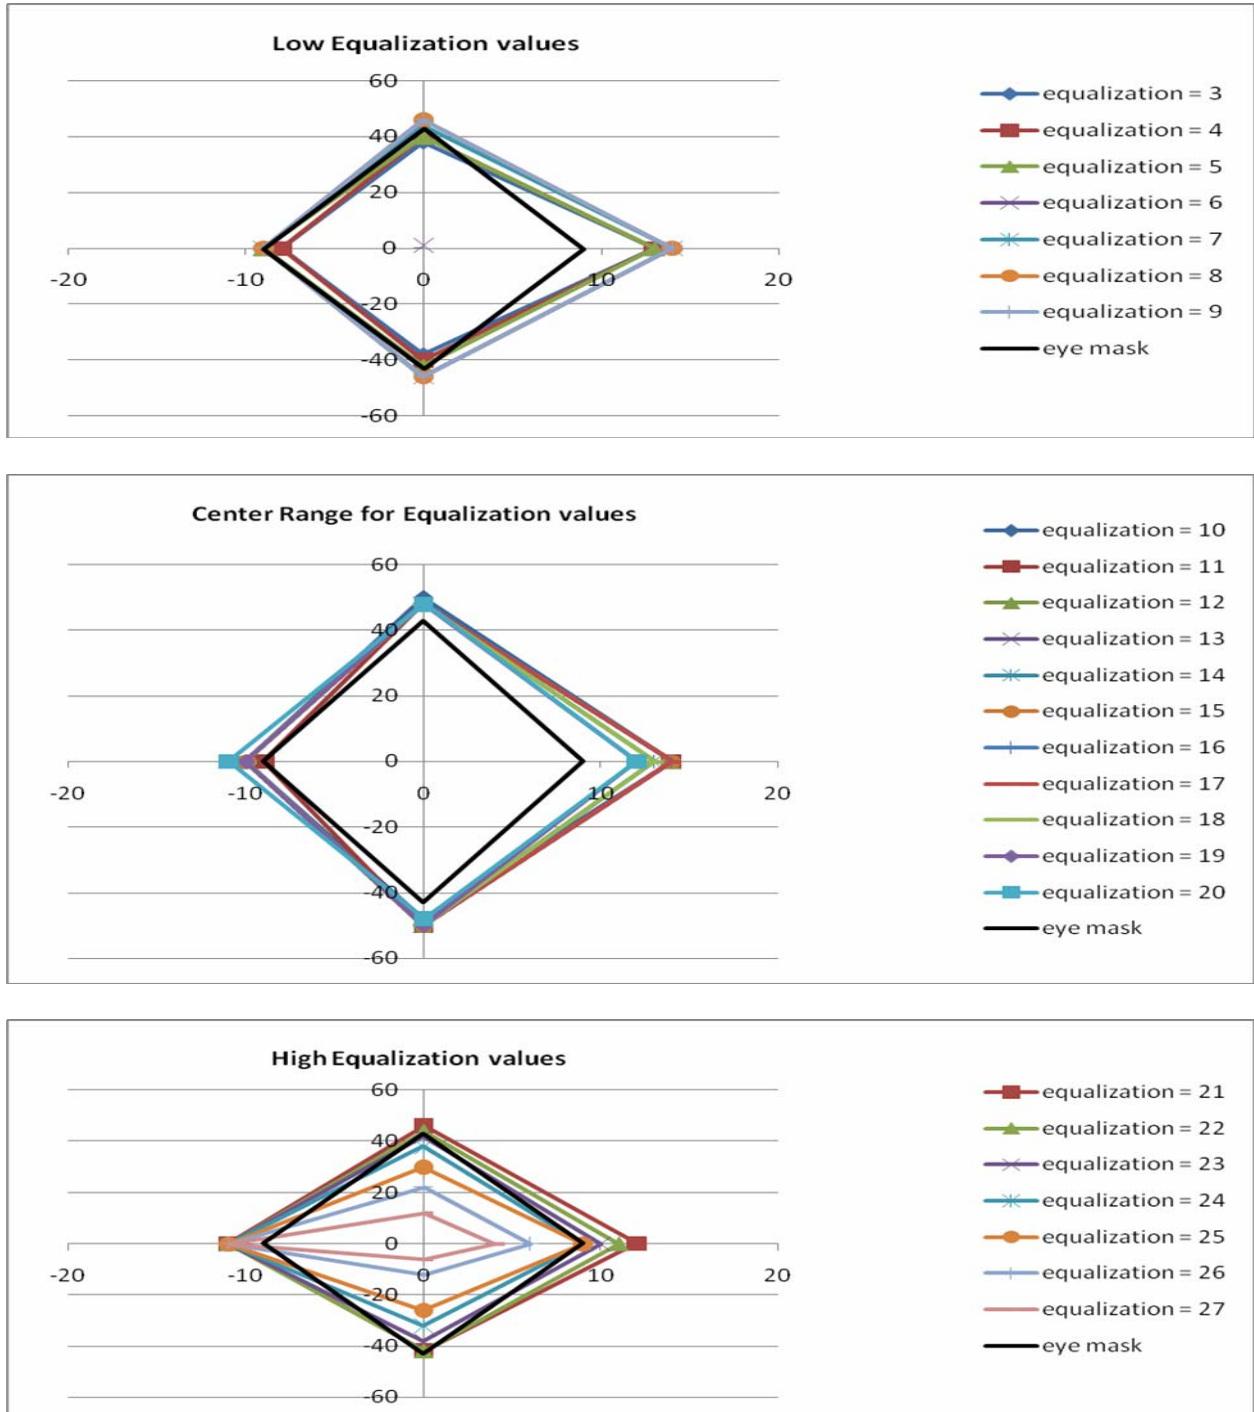 Low Equalization values
60
40
20
0
-20
-40
-60
-20
-10
0
10
20
equalization = 3
equalization = 4
equalization = 5
equalization = 6
equalization = 7
equalization = 8
equalization = 9
eye mask
Center Range for Equalization values
60
40
20
0
-20
-40
-60
-20
-10
0
10
20
equalization = 10
equalization = 11
equalization = 12
equalization = 13
equalization = 14
equalization = 15
equalization = 16
equalization = 17
equalization = 18
equalization = 19
equalization = 20
eye mask
High Equalization values
60
40
20
0
-20
-40
-60
-20
-10
0
10
20
equalization = 21
equalization = 22
equalization = 23
equalization = 24
equalization = 25
equalization = 26
equalization = 27
eye mask